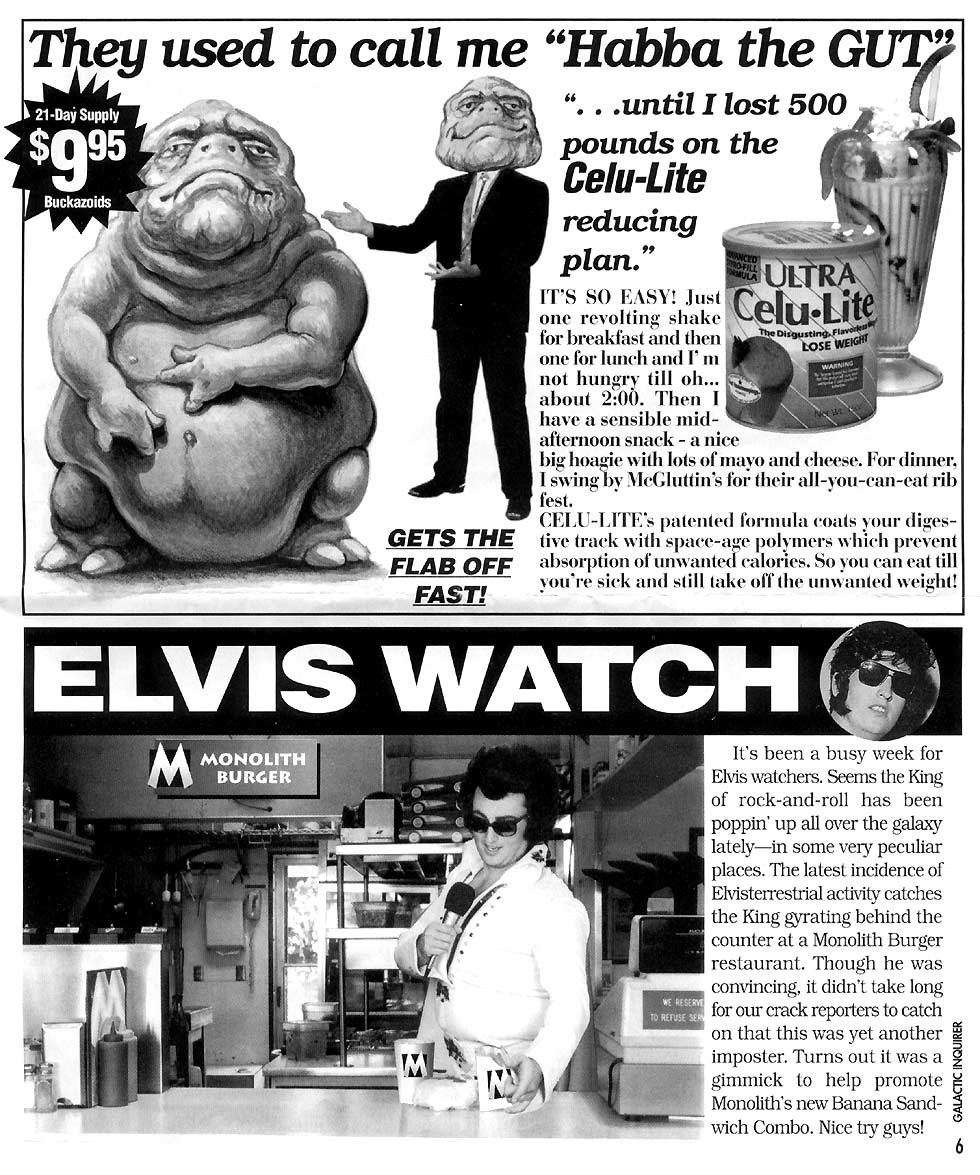 They used to call me “Habba the GUT”
21-Day Supply
$9.95
Buckazoids
“. . .until I lost 500
pounds on the
Celu-Lite
reducing
plan.”
ADVANCED
FORMULA
ULTRA
Celu•Lite
The Disgusting, Flavorless Way
LOSE WEIGHT
WARNING
Net Wt.
IT'S SO EASY! Just
one revolting shake
for breakfast and then
one for lunch and I' m
not hungry till oh...
about 2:00. Then I
have a sensible mid-
afternoon snack - a nice
big hoagie with lots of mayo and cheese. For dinner,
I swing by McGluttin's for their all-you-can-eat rib
fest.
CELU-LITE's patented formula coats your diges-
tive track with space-age polymers which prevent
absorption of unwanted calories. So you can eat till
you're sick and still take off the unwanted weight!
GETS THE
FLAB OFF
FAST!
ELVIS WATCH
M MONOLITH
BURGER
M
M
M
WE RESERVE
TO REFUSE SERV
It's been a busy week for
Elvis watchers. Seems the King
of rock-and-roll has been
poppin' up all over the galaxy
lately—in some very peculiar
places. The latest incidence of
Elvisterrestrial activity catches
the King gyrating behind the
counter at a Monolith Burger
restaurant. Though he was
convincing, it didn't take long
for our crack reporters to catch
on that this was yet another
imposter. Turns out it was a
gimmick to help promote
Monolith's new Banana Sand-
wich Combo. Nice try guys!
GALACTIC INQUIRER
6